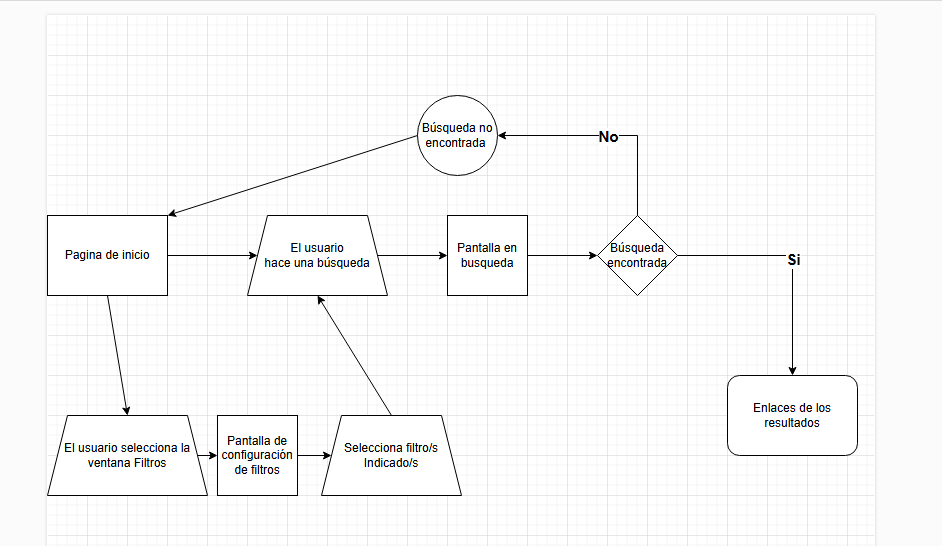 Búsqueda no
encontrada
No
Pagina de inicio
El usuario
hace una búsqueda
Pantalla en
busqueda
Búsqueda
encontrada
Si
Enlaces de los
resultados
El usuario selecciona la
ventana Filtros
Pantalla de
configuración
de filtros
Selecciona filtro/s
Indicado/s